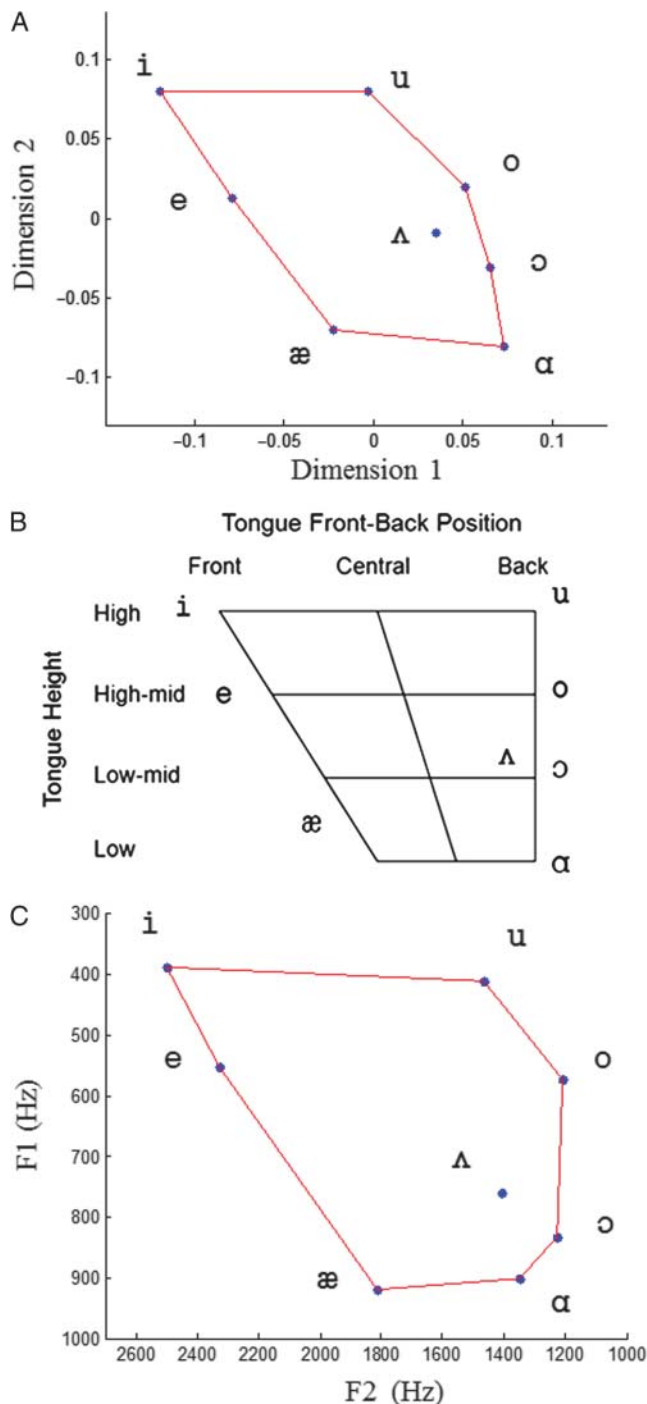 A
i
u
o
e
ʌ
ɔ
æ
ɑ
0.1
0.05
0
−0.05
−0.1
Dimension 2
−0.1 −0.05 0 0.05 0.1
Dimension 1
B
Tongue Front-Back Position
Front Central Back
High i u
High-mid e o
Low-mid ʌ ɔ
æ
Low ɑ
Tongue Height
C
i
u
e
o
ʌ
ɔ
æ
ɑ
300
400
500
600
700
800
900
1000
F1 (Hz)
2600 2400 2200 2000 1800 1600 1400 1200 1000
F2 (Hz)